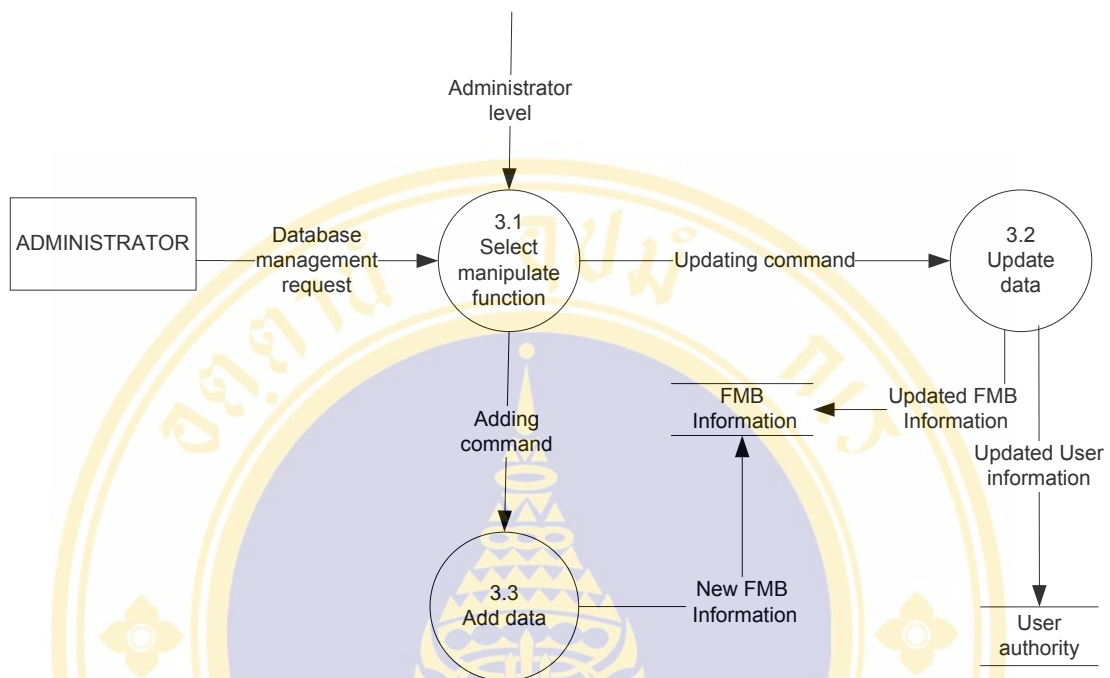 Administrator
level
ADMINISTRATOR
Database
management
request
3.1
Select
manipulate
function
Updating command
3.2
Update
data
Adding
command
FMB
Information
Updated FMB
Information
Updated User
information
3.3
Add data
New FMB
Information
User
authority